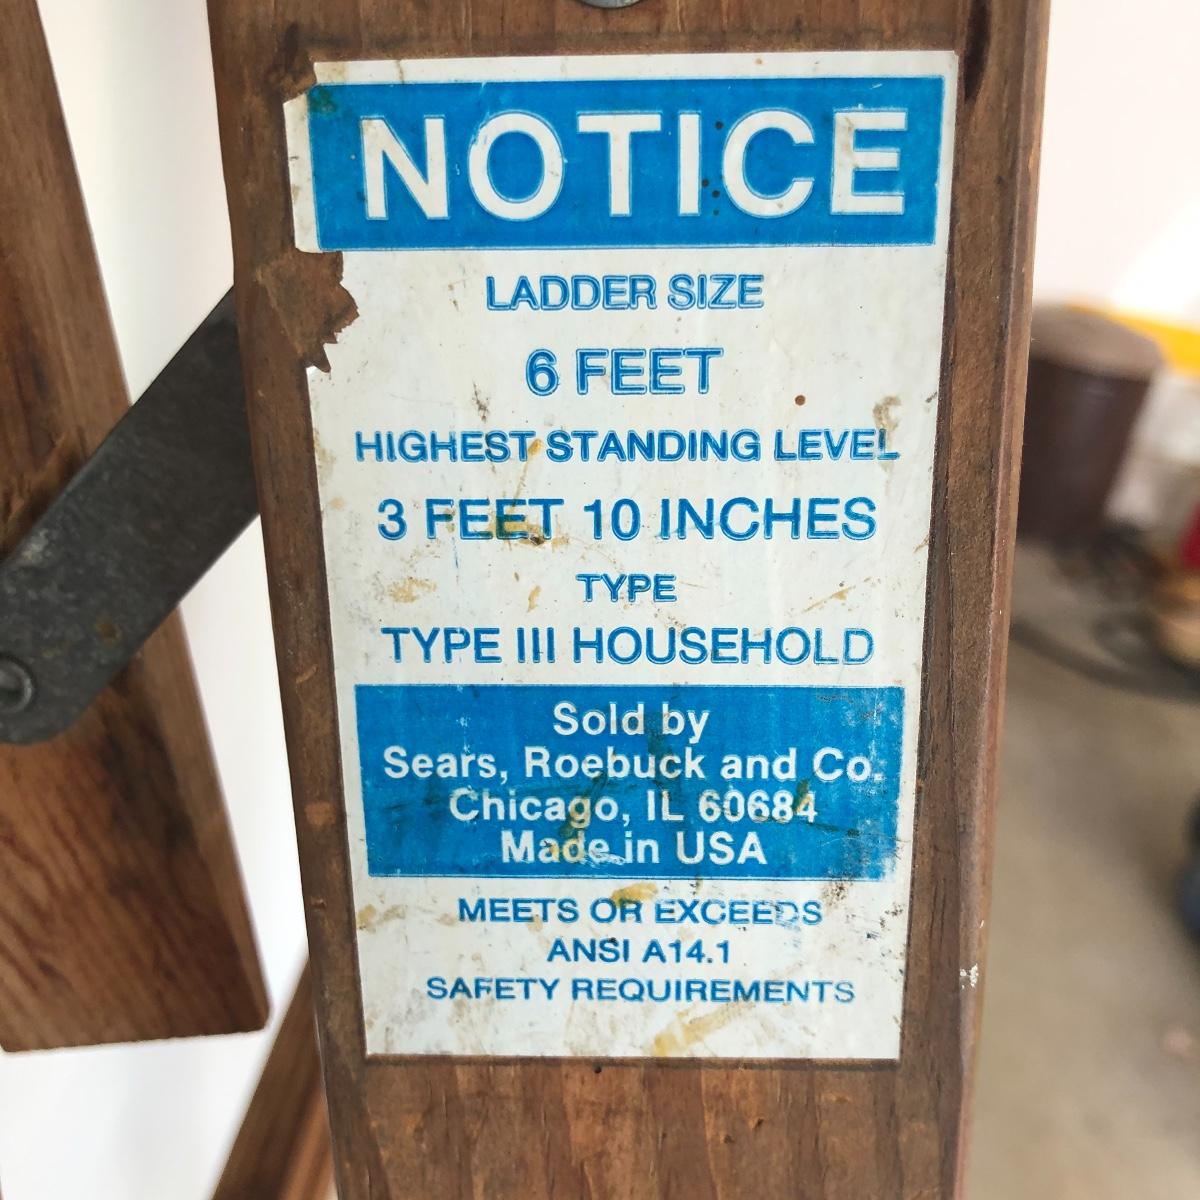 NOTICE
LADDER SIZE
6 FEET
HIGHEST STANDING LEVEL
3 FEET 10 INCHES
TYPE
TYPE III HOUSEHOLD
Sold by
Sears, Roebuck and Co.
Chicago, IL 60684
Made in USA
MEETS OR EXCEEDS
ANSI A14.1
SAFETY REQUIREMENTS